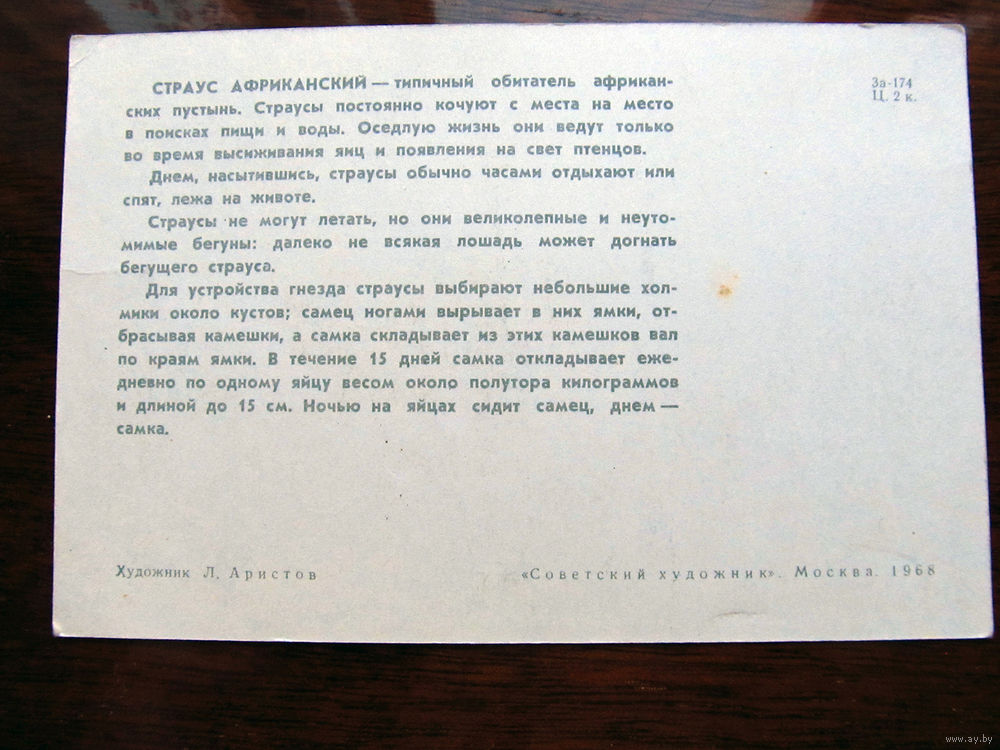 СТРАУС АФРИКАНСКИЙ — типичный обитатель африкан-
ских пустынь. Страусы постоянно кочуют с места на место
в поисках пищи и воды. Оседлую жизнь они ведут только
во время высиживания яиц и появления на свет птенцов.
Днем, насытившись, страусы обычно часами отдыхают или
спят, лежа на животе.
Страусы не могут летать, но они великолепные и неуто-
мимые бегуны: далеко не всякая лошадь может догнать
бегущего страуса.
Для устройства гнезда страусы выбирают небольшие хол-
мики около кустов; самец ногами вырывает в них ямки, от-
брасывая камешки, а самка складывает из этих камешков вал
по краям ямки. В течение 15 дней самка откладывает еже-
дневно по одному яйцу весом около полутора килограммов
и длиной до 15 см. Ночью на яйцах сидит самец, днем —
самка.
За-174
Ц. 2 к.
Художник Л. Аристов
«Советский художник». Москва. 1968
www.ay.by